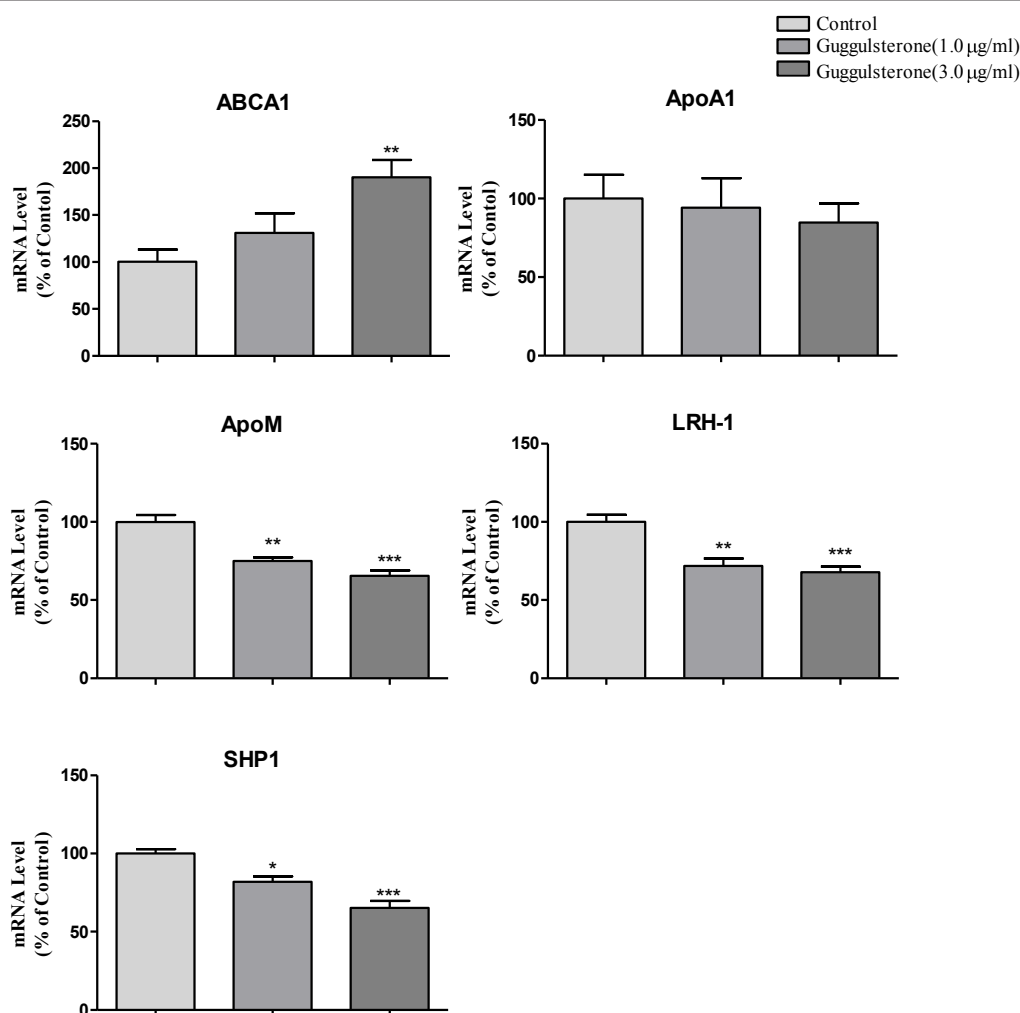 Control
Guggulsterone(1.0 μg/ml)
Guggulsterone(3.0 μg/ml)
ABCA1
mRNA Level
(% of Contol)
250
200
150
100
50
0
**
ApoA1
mRNA Level
(% of Control)
150
100
50
0
ApoM
mRNA Level
(% of Control)
150
100
50
0
**
***
LRH-1
mRNA Level
(% of Control)
150
100
50
0
**
***
SHP1
mRNA Level
(% of Control)
150
100
50
0
*
***